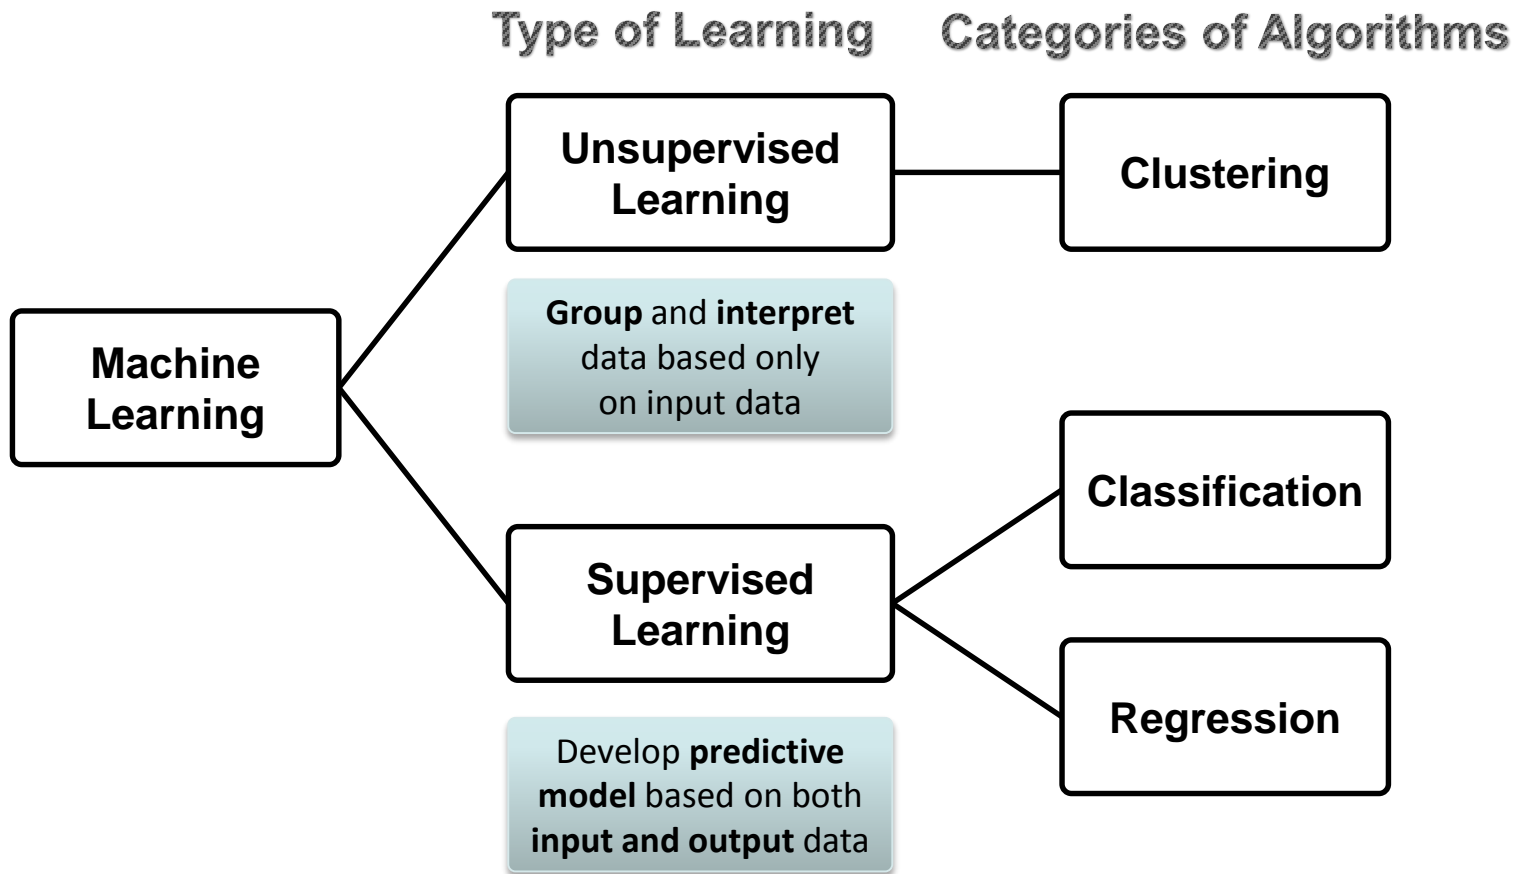 Type of Learning
Categories of Algorithms
Unsupervised
Learning
Clustering
Group and interpret
data based only
on input data
Machine
Learning
Classification
Supervised
Learning
Regression
Develop predictive
model based on both
input and output data